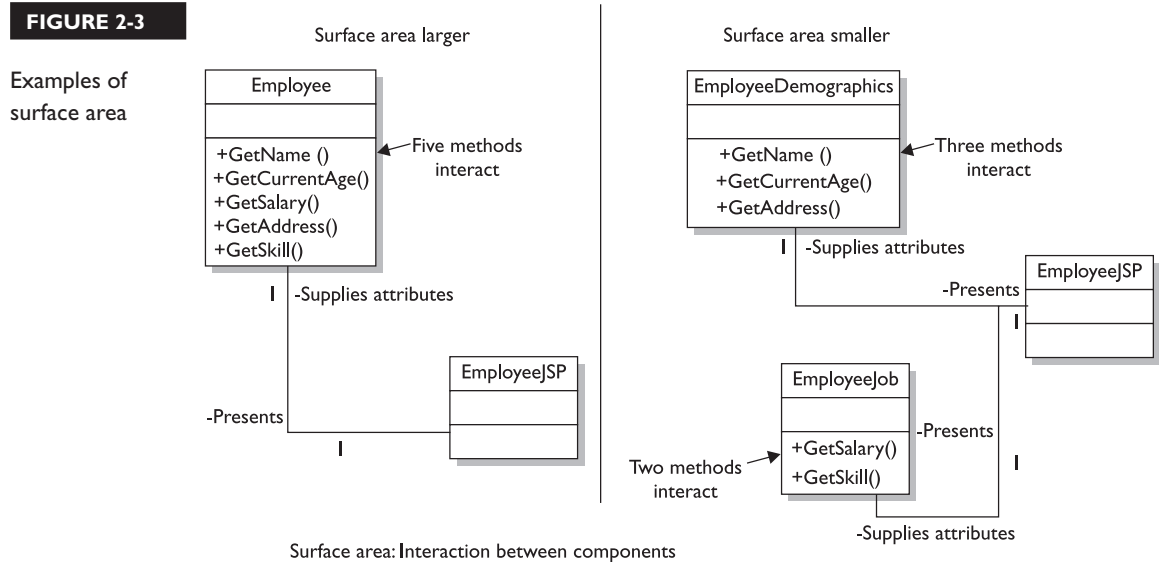 FIGURE 2-3
Examples of
surface area
Surface area larger
Employee
+GetName ()
+GetCurrentAge()
+GetSalary()
+GetAddress()
+GetSkill()
Five methods
interact
1
-Supplies attributes
-Presents
1
EmployeeJSP
Surface area smaller
EmployeeDemographics
+GetName ()
+GetCurrentAge()
+GetAddress()
Three methods
interact
1
-Supplies attributes
-Presents
1
EmployeeJSP
EmployeeJob
+GetSalary()
+GetSkill()
Two methods
interact
-Presents
1
-Supplies attributes
Surface area: Interaction between components